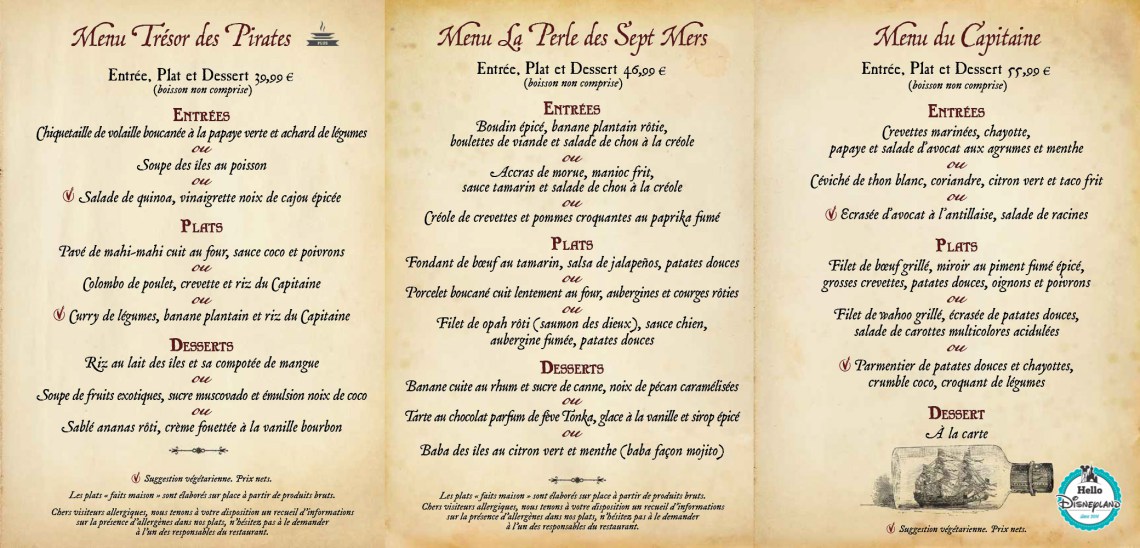 Menu Trésor des Pirates
Entrée, Plat et Dessert 39,99 €
(boisson non comprise)
Entrées
Chiquetaille de volaille boucanée à la papaye verte et achard de légumes
ou
Soupe des îles au poisson
ou
Salade de quinoa, vinaigrette noix de cajou épicée
Plats
Pavé de mahi-mahi cuit au four, sauce coco et poivrons
ou
Colombo de poulet, crevette et riz du Capitaine
ou
Curry de légumes, banane plantain et riz du Capitaine
Desserts
Riz au lait des îles et sa compotée de mangue
ou
Soupe de fruits exotiques, sucre muscovado et émulsion noix de coco
ou
Sablé ananas rôti, crème fouettée à la vanille bourbon
Suggestion végétarienne. Prix nets.
Les plats « faits maison » sont élaborés sur place à partir de produits bruts.
Chers visiteurs allergiques, nous tenons à votre disposition un recueil d'informations
sur la présence d'allergènes dans nos plats, n'hésitez pas à le demander
à l'un des responsables du restaurant.
Menu La Perle des Sept Mers
Entrée, Plat et Dessert 46,99 €
(boisson non comprise)
Entrées
Boudin épicé, banane plantain rôtie,
boulettes de viande et salade de chou à la créole
ou
Accras de morue, manioc frit,
sauce tamarin et salade de chou à la créole
ou
Créole de crevettes et pommes croquantes au paprika fumé
Plats
Fondant de bœuf au tamarin, salsa de jalapeños, patates douces
ou
Porcelet boucané cuit lentement au four, aubergines et courges rôties
ou
Filet de opah rôti (saumon des dieux), sauce chien,
aubergine fumée, patates douces
Desserts
Banane cuite au rhum et sucre de canne, noix de pécan caramélisées
ou
Tarte au chocolat parfum de fève Tonka, glace à la vanille et sirop épicé
ou
Baba des îles au citron vert et menthe (baba façon mojito)
Les plats « faits maison » sont élaborés sur place à partir de produits bruts.
Chers visiteurs allergiques, nous tenons à votre disposition un recueil d'informations
sur la présence d'allergènes dans nos plats, n'hésitez pas à le demander
à l'un des responsables du restaurant.
Menu du Capitaine
Entrée, Plat et Dessert 55,99 €
(boisson non comprise)
Entrées
Crevettes marinées, chayotte,
papaye et salade d'avocat aux agrumes et menthe
ou
Céviché de thon blanc, coriandre, citron vert et taco frit
ou
Ecrasée d'avocat à l'antillaise, salade de racines
Plats
Filet de bœuf grillé, miroir au piment fumé épicé,
grosses crevettes, patates douces, oignons et poivrons
ou
Filet de wahoo grillé, écrasée de patates douces,
salade de carottes multicolores acidulées
ou
Parmentier de patates douces et chayottes,
crumble coco, croquant de légumes
Dessert
À la carte
Hello
Disneyland
Suggestion végétarienne. Prix nets.